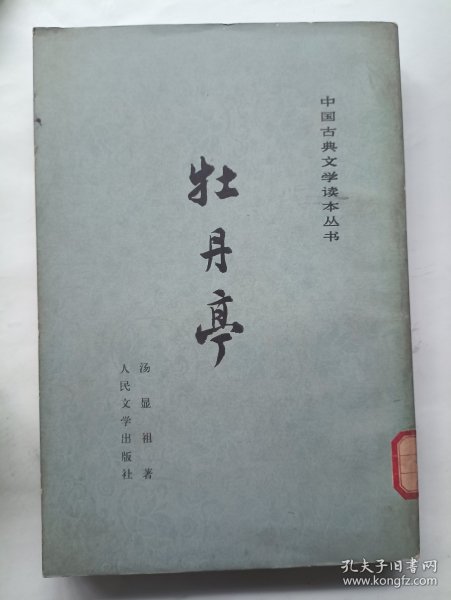 中国古典文学读本丛书
牡丹亭
汤显祖著
人民文学出版社
孔夫子旧书网
www.kongfz.com